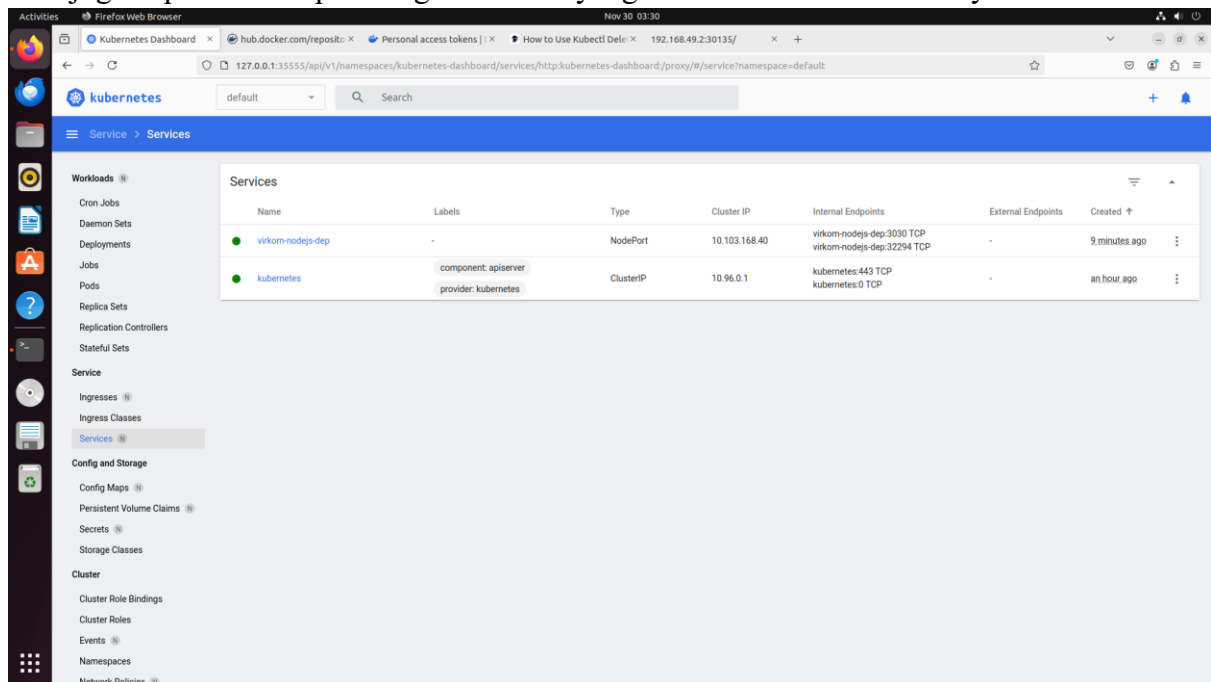 Activities Firefox Web Browser Nov 30 03:30
Kubernetes Dashboard × hub.docker.com/reposito × Personal access tokens | × How to Use Kubectl Dele × 192.168.49.2:30135/ × +
127.0.0.1:35555/api/v1/namespaces/kubernetes-dashboard/services/http:kubernetes-dashboard:/proxy/#/service?namespace=default
kubernetes default Search
Service > Services
Workloads N
Cron Jobs
Daemon Sets
Deployments
Jobs
Pods
Replica Sets
Replication Controllers
Stateful Sets
Service
Ingresses N
Ingress Classes
Services N
Config and Storage
Config Maps N
Persistent Volume Claims N
Secrets N
Storage Classes
Cluster
Cluster Role Bindings
Cluster Roles
Events N
Namespaces
Network Policies N
Services
Name Labels Type Cluster IP Internal Endpoints External Endpoints Created ↑
virkom-nodejs-dep - NodePort 10.103.168.40 virkom-nodejs-dep:3030 TCP - 9 minutes ago
virkom-nodejs-dep:32294 TCP
kubernetes component: apiserver ClusterIP 10.96.0.1 kubernetes:443 TCP - an hour ago
provider: kubernetes kubernetes:0 TCP